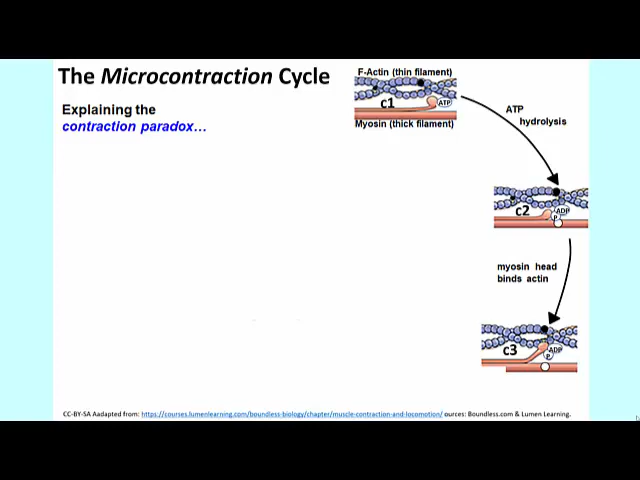 The Microcontraction Cycle
Explaining the
contraction paradox…
F-Actin (thin filament)
c1
ATP
Myosin (thick filament)
ATP
hydrolysis
c2
ADP
P
myosin head
binds actin
c3
ADP
P
CC-BY-SA Aadapted from: https://courses.lumenlearning.com/boundless-biology/chapter/muscle-contraction-and-locomotion/ ources: Boundless.com & Lumen Learning.